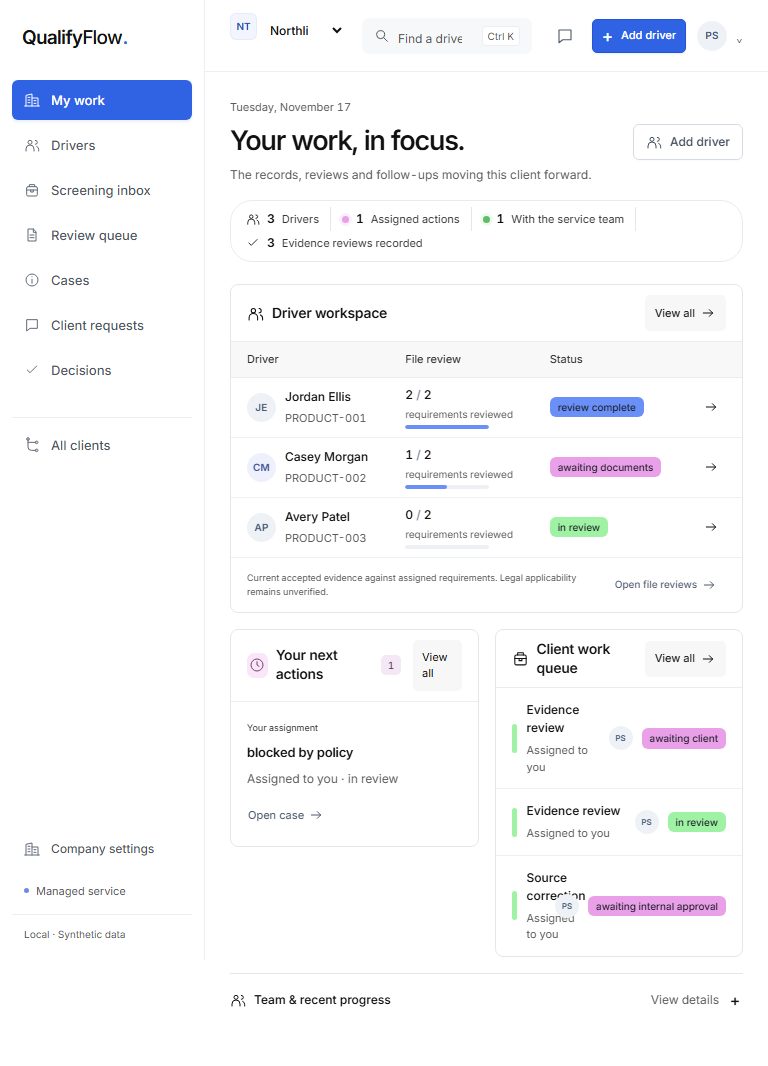 QualifyFlow.
My work
Drivers
Screening inbox
Review queue
Cases
Client requests
Decisions
All clients
Company settings
Managed service
Local · Synthetic data
NT
Northli
Find a drive
Ctrl K
+ Add driver
PS
Tuesday, November 17
Your work, in focus.
Add driver
The records, reviews and follow-ups moving this client forward.
3 Drivers
1 Assigned actions
1 With the service team
3 Evidence reviews recorded
Driver workspace
View all
Driver File review Status
JE
Jordan Ellis
PRODUCT-001
2 / 2
requirements reviewed
review complete
CM
Casey Morgan
PRODUCT-002
1 / 2
requirements reviewed
awaiting documents
AP
Avery Patel
PRODUCT-003
0 / 2
requirements reviewed
in review
Current accepted evidence against assigned requirements. Legal applicability
remains unverified.
Open file reviews
Your next
actions
1
View
all
Your assignment
blocked by policy
Assigned to you · in review
Open case
Client work
queue
View all
Evidence
review
Assigned to
you
PS
awaiting client
Evidence review
Assigned to you
PS
in review
Source
correction
Assigned
to you
PS
awaiting internal approval
Team & recent progress
View details +